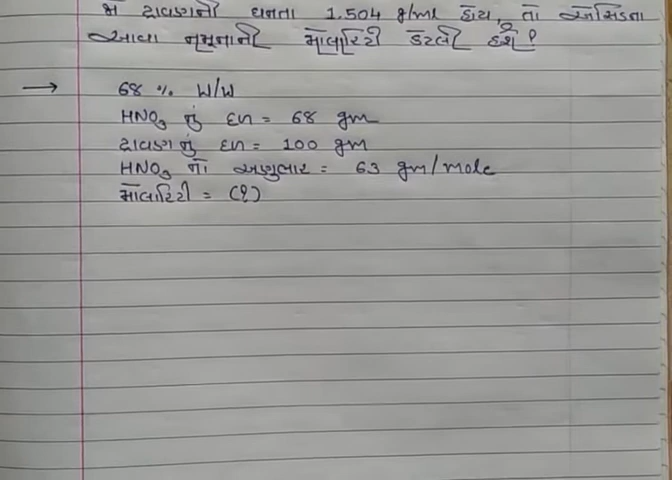 જો દ્રાવણની ઘનતા 1.504 g/ml હોય, તો એસિડના
આવા નમૂનાની મોલારિટી કેટલી હશે?
→ 68 % W/W
HNO3 નું દળ = 68 gm
દ્રાવણનું દળ = 100 gm
HNO3 નો અણુભાર = 63 gm/mole
મોલારિટી = (?)